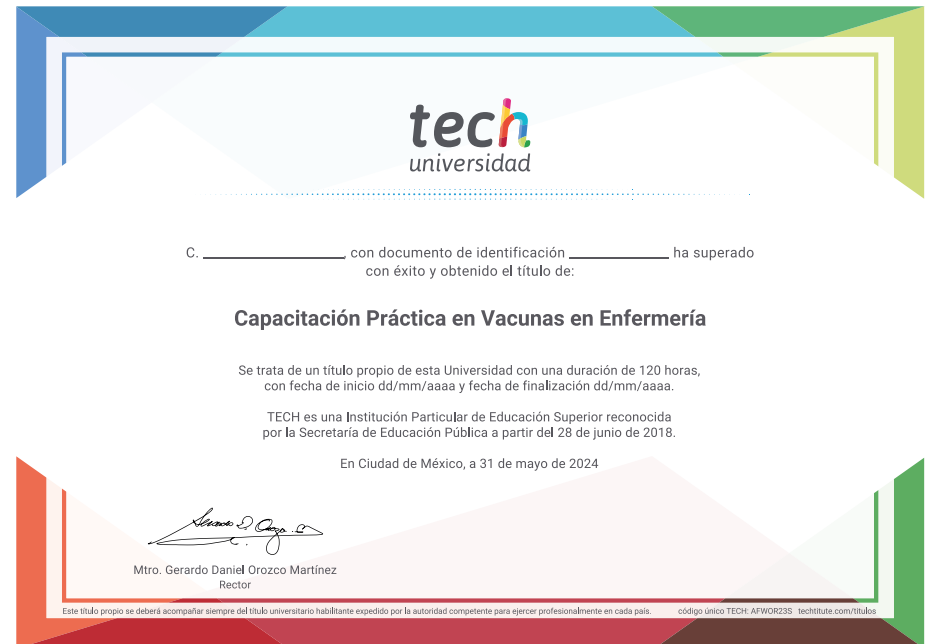 tech
universidad
C. ____________, con documento de identificación ____________ ha superado
con éxito y obtenido el título de:
Capacitación Práctica en Vacunas en Enfermería
Se trata de un título propio de esta Universidad con una duración de 120 horas,
con fecha de inicio dd/mm/aaaa y fecha de finalización dd/mm/aaaa.
TECH es una Institución Particular de Educación Superior reconocida
por la Secretaría de Educación Pública a partir del 28 de junio de 2018.
En Ciudad de México, a 31 de mayo de 2024
Mtro. Gerardo Daniel Orozco Martínez
Rector
Este título propio se deberá acompañar siempre del título universitario habilitante expedido por la autoridad competente para ejercer profesionalmente en cada país. código único TECH: AFWOR23S techtitute.com/titulos